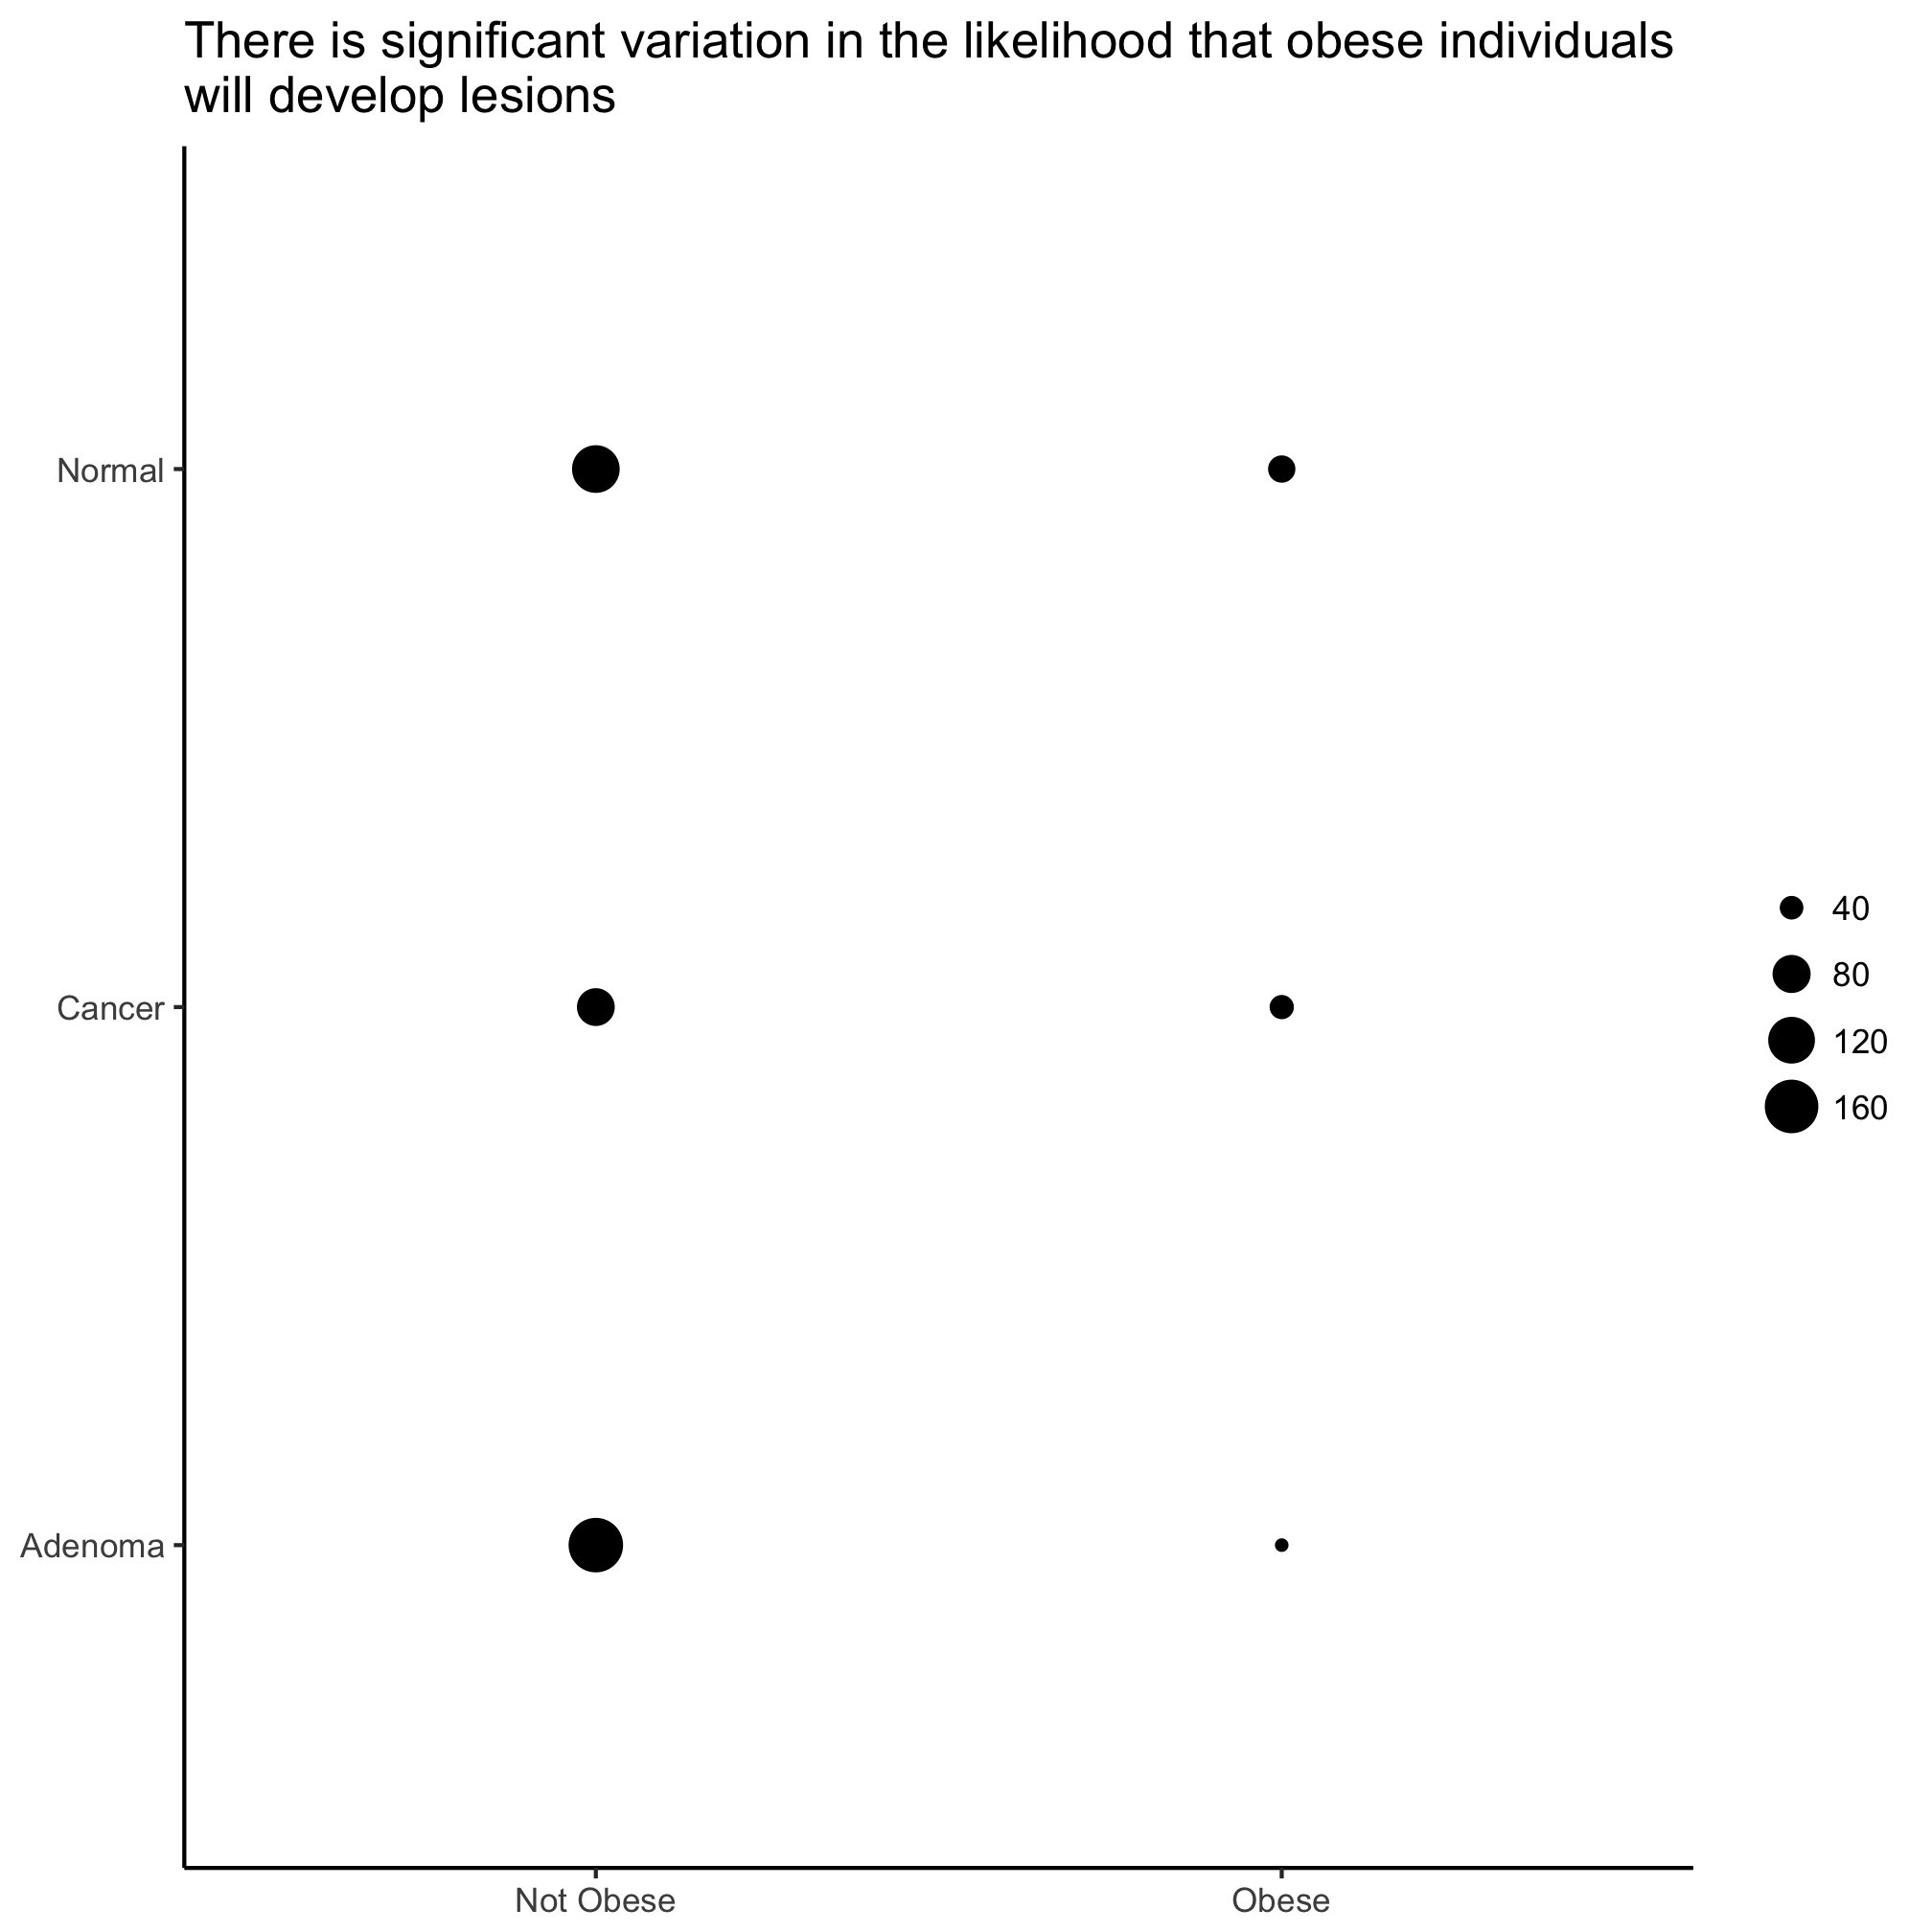 There is significant variation in the likelihood that obese individuals
will develop lesions
Normal
Cancer
Adenoma
Not Obese
Obese
40
80
120
160